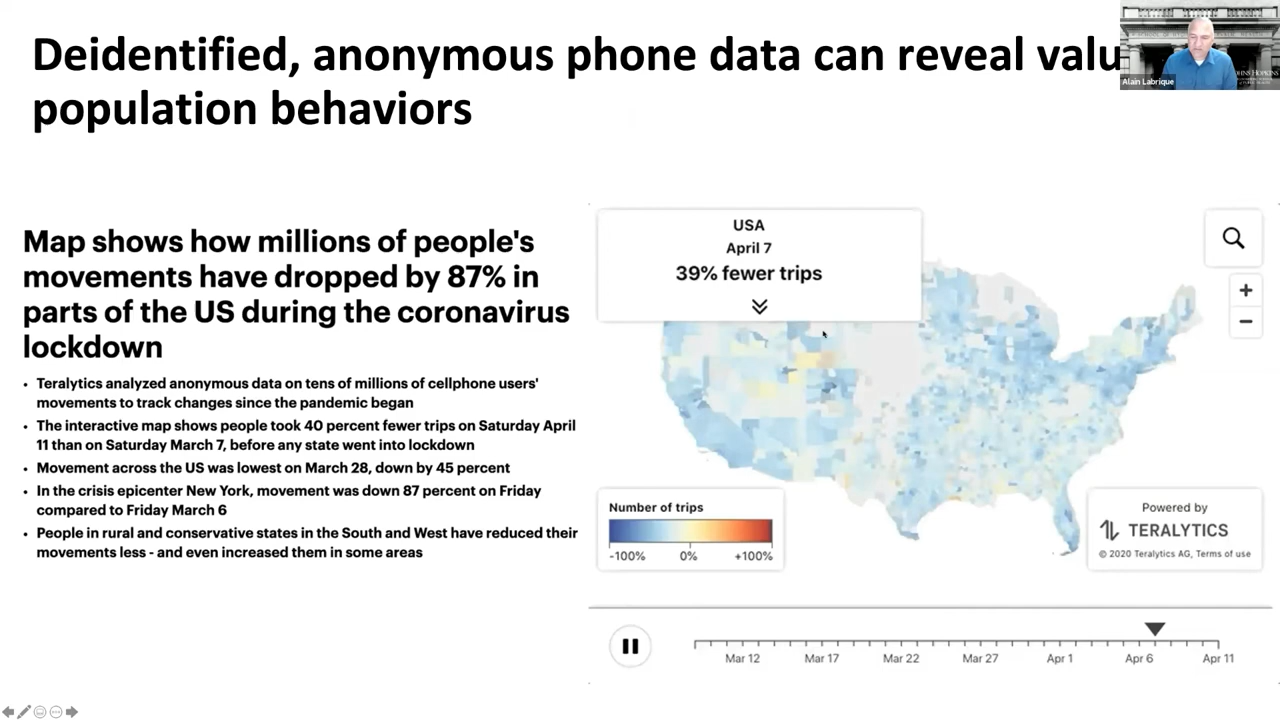 Deidentified, anonymous phone data can reveal valu
population behaviors
Alain Labrique
Map shows how millions of people's
movements have dropped by 87% in
parts of the US during the coronavirus
lockdown
• Teralytics analyzed anonymous data on tens of millions of cellphone users'
movements to track changes since the pandemic began
• The interactive map shows people took 40 percent fewer trips on Saturday April
11 than on Saturday March 7, before any state went into lockdown
• Movement across the US was lowest on March 28, down by 45 percent
• In the crisis epicenter New York, movement was down 87 percent on Friday
compared to Friday March 6
• People in rural and conservative states in the South and West have reduced their
movements less - and even increased them in some areas
USA
April 7
39% fewer trips
+
−
Number of trips
-100% 0% +100%
Powered by
TERALYTICS
© 2020 Teralytics AG, Terms of use
Mar 12 Mar 17 Mar 22 Mar 27 Apr 1 Apr 6 Apr 11